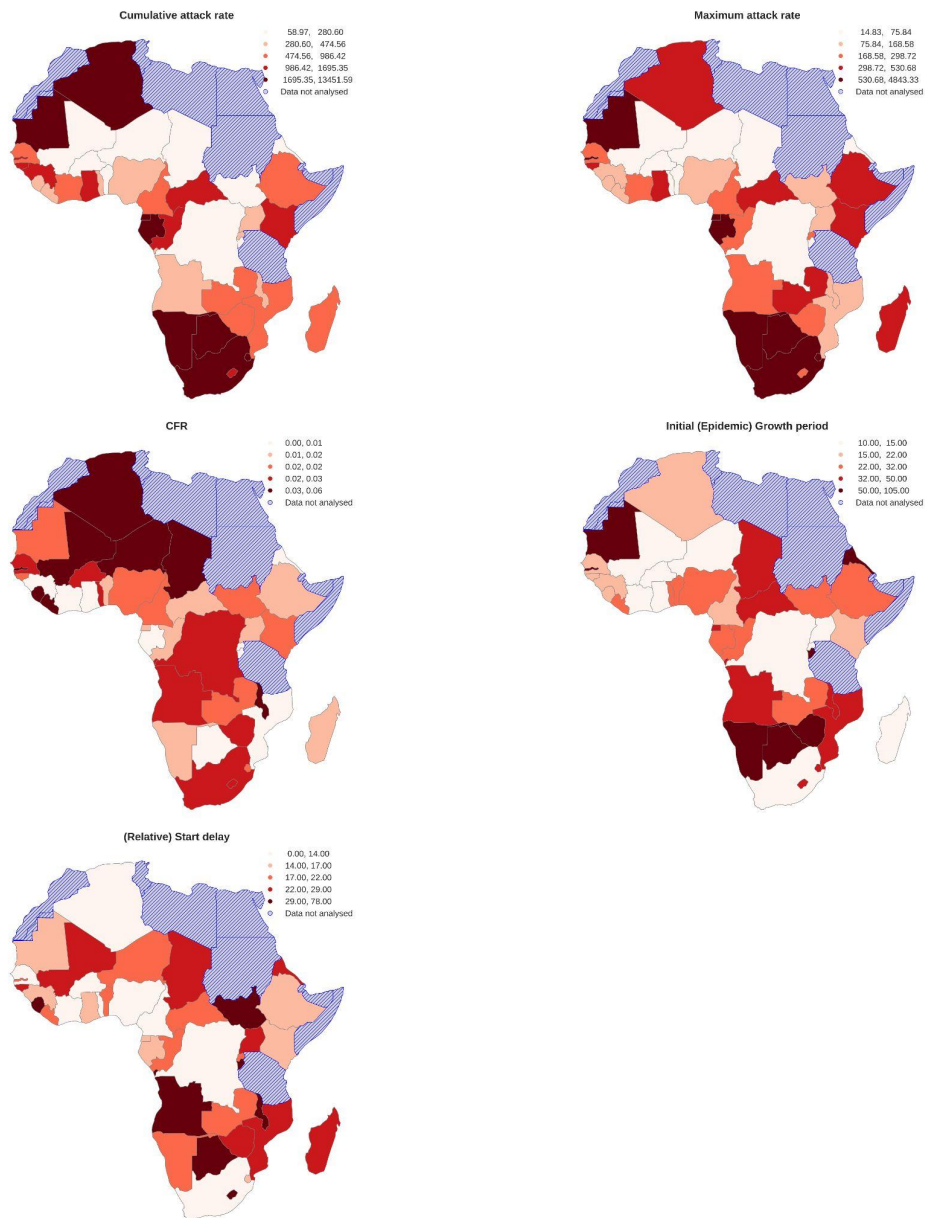 Cumulative attack rate
58.97, 280.60
280.60, 474.56
474.56, 986.42
986.42, 1695.35
1695.35, 13451.59
Data not analysed
Maximum attack rate
14.83, 75.84
75.84, 168.58
168.58, 298.72
298.72, 530.68
530.68, 4843.33
Data not analysed
CFR
0.00, 0.01
0.01, 0.02
0.02, 0.02
0.02, 0.03
0.03, 0.06
Data not analysed
Initial (Epidemic) Growth period
10.00, 15.00
15.00, 22.00
22.00, 32.00
32.00, 50.00
50.00, 105.00
Data not analysed
(Relative) Start delay
0.00, 14.00
14.00, 17.00
17.00, 22.00
22.00, 29.00
29.00, 78.00
Data not analysed